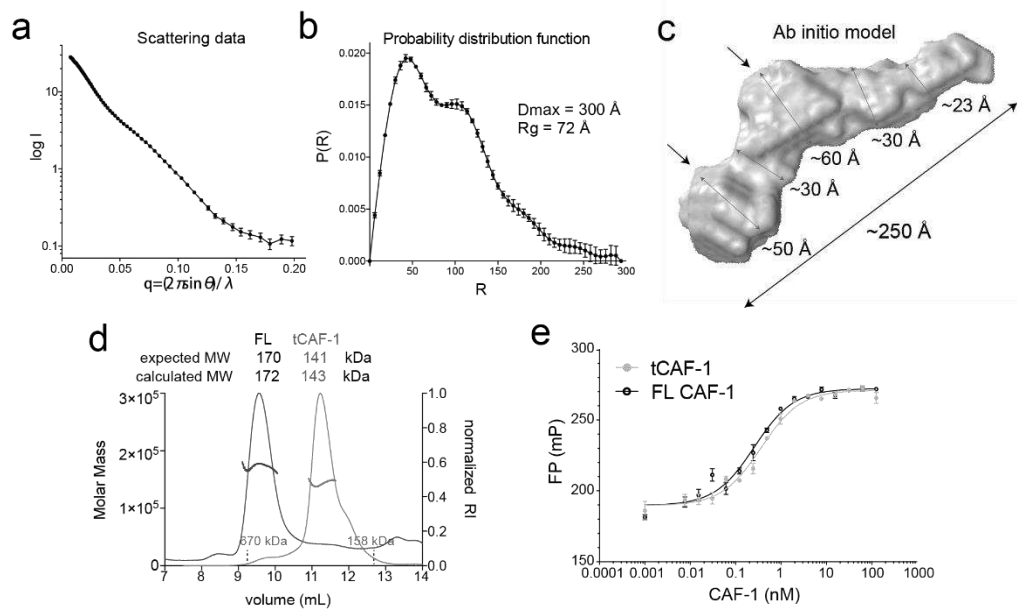 a
Scattering data
log I
10
1
0.1
0.00
0.05
0.10
0.15
0.20
q=(2πsin θ)/ λ
b
Probability distribution function
P(R)
0.020
0.015
0.010
0.005
0.000
Dmax = 300 Å
Rg = 72 Å
50
100
150
200
250
300
R
c
Ab initio model
~23 Å
~30 Å
~60 Å
~30 Å
~50 Å
~250 Å
d
FL tCAF-1
expected MW 170 141 kDa
calculated MW 172 143 kDa
Molar Mass
3×10⁵
2×10⁵
1×10⁵
0
normalized RI
1.0
0.8
0.6
0.4
0.2
0.0
670 kDa
158 kDa
7 8 9 10 11 12 13 14
volume (mL)
e
tCAF-1
FL CAF-1
FP (mP)
300
250
200
150
0.0001 0.001 0.01 0.1 1 10 100 1000
CAF-1 (nM)